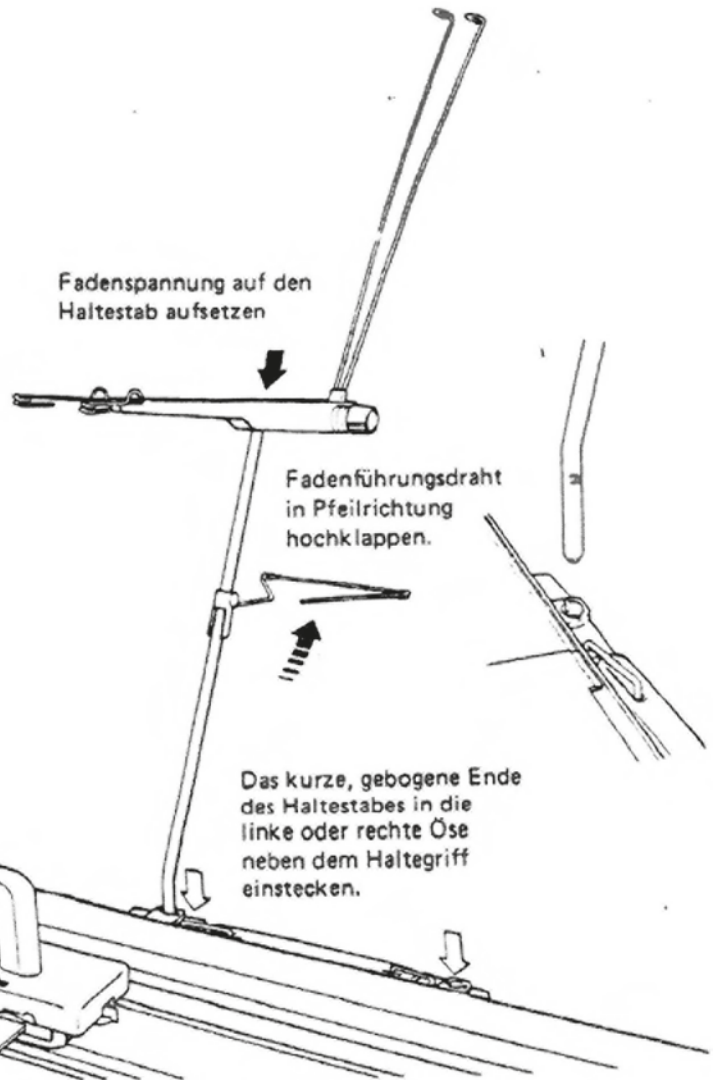 Fadenspannung auf den
Haltestab aufsetzen
Fadenführungsdraht
in Pfeilrichtung
hochklappen.
Das kurze, gebogene Ende
des Haltestabes in die
linke oder rechte Öse
neben dem Haltegriff
einstecken.